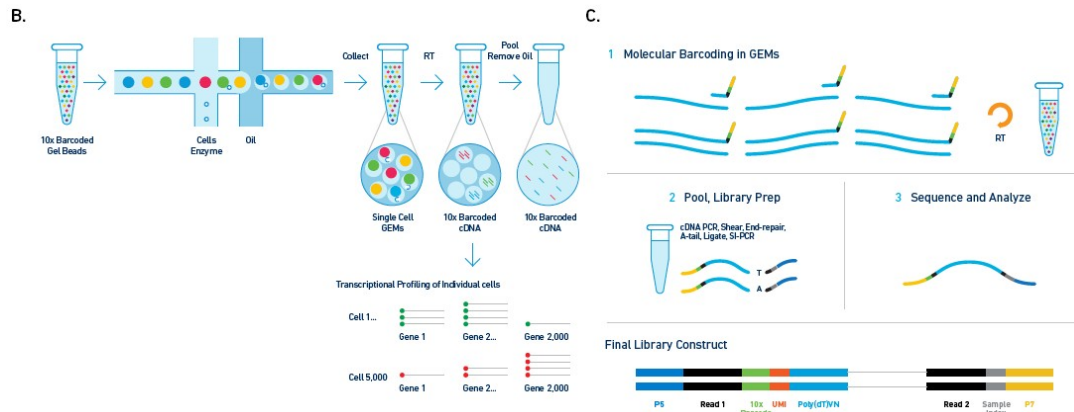 B.
10x Barcoded
Gel Beads
Cells
Enzyme
Oil
Collect
RT
Pool
Remove Oil
Single Cell
GEMs
10x Barcoded
cDNA
10x Barcoded
cDNA
Transcriptional Profiling of Individual cells
Cell 1...
Gene 1
Gene 2...
Gene 2,000
Cell 5,000
Gene 1
Gene 2...
Gene 2,000
C.
1 Molecular Barcoding in GEMs
RT
2 Pool, Library Prep
cDNA PCR, Shear, End-repair,
A-tail, Ligate, SI-PCR
T
A
3 Sequence and Analyze
Final Library Construct
P5
Read 1
10x
UMI
Poly(dT)VN
Read 2
Sample
P7